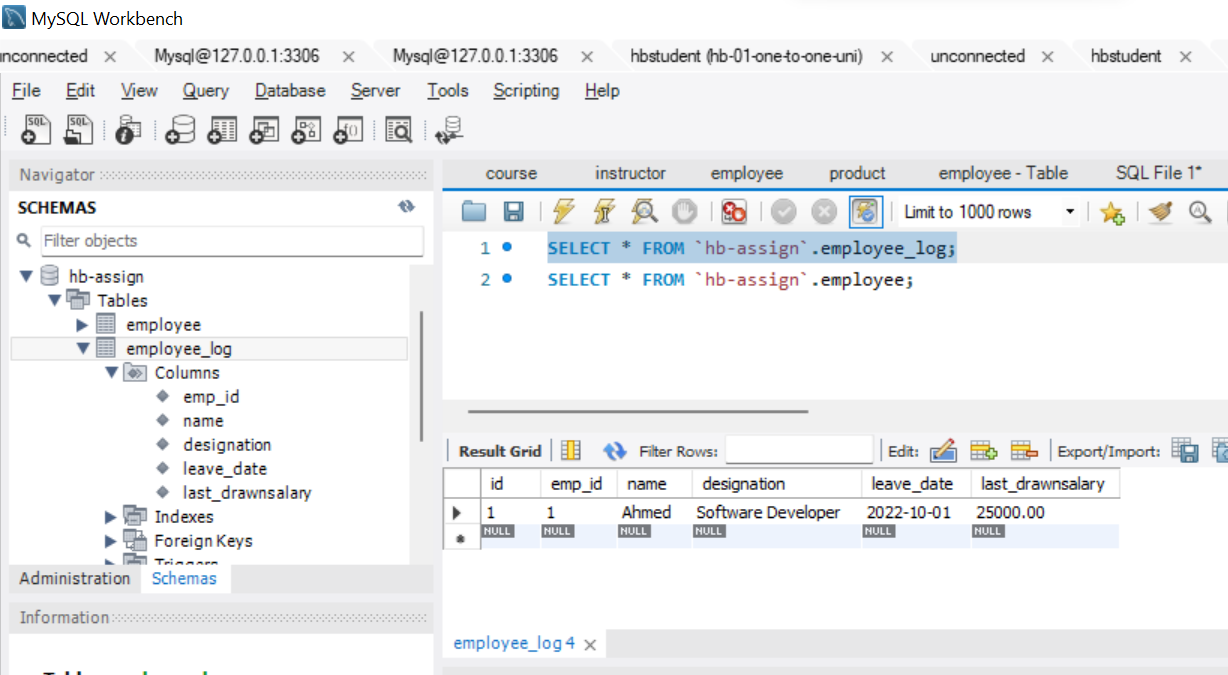 MySQL Workbench
unconnected Mysql@127.0.0.1:3306 Mysql@127.0.0.1:3306 hbstudent (hb-01-one-to-one-uni) unconnected hbstudent
File Edit View Query Database Server Tools Scripting Help
SQL SQL
Navigator
course instructor employee product employee - Table SQL File 1*
SCHEMAS
Limit to 1000 rows
Filter objects
1 SELECT * FROM `hb-assign`.employee_log;
2 SELECT * FROM `hb-assign`.employee;
hb-assign
Tables
employee
employee_log
Columns
emp_id
name
designation
leave_date
last_drawnsalary
Indexes
Foreign Keys
Triggers
Administration Schemas
Information
Result Grid Filter Rows: Edit: Export/Import:
id emp_id name designation leave_date last_drawnsalary
1 1 Ahmed Software Developer 2022-10-01 25000.00
NULL NULL NULL NULL NULL NULL
employee_log 4